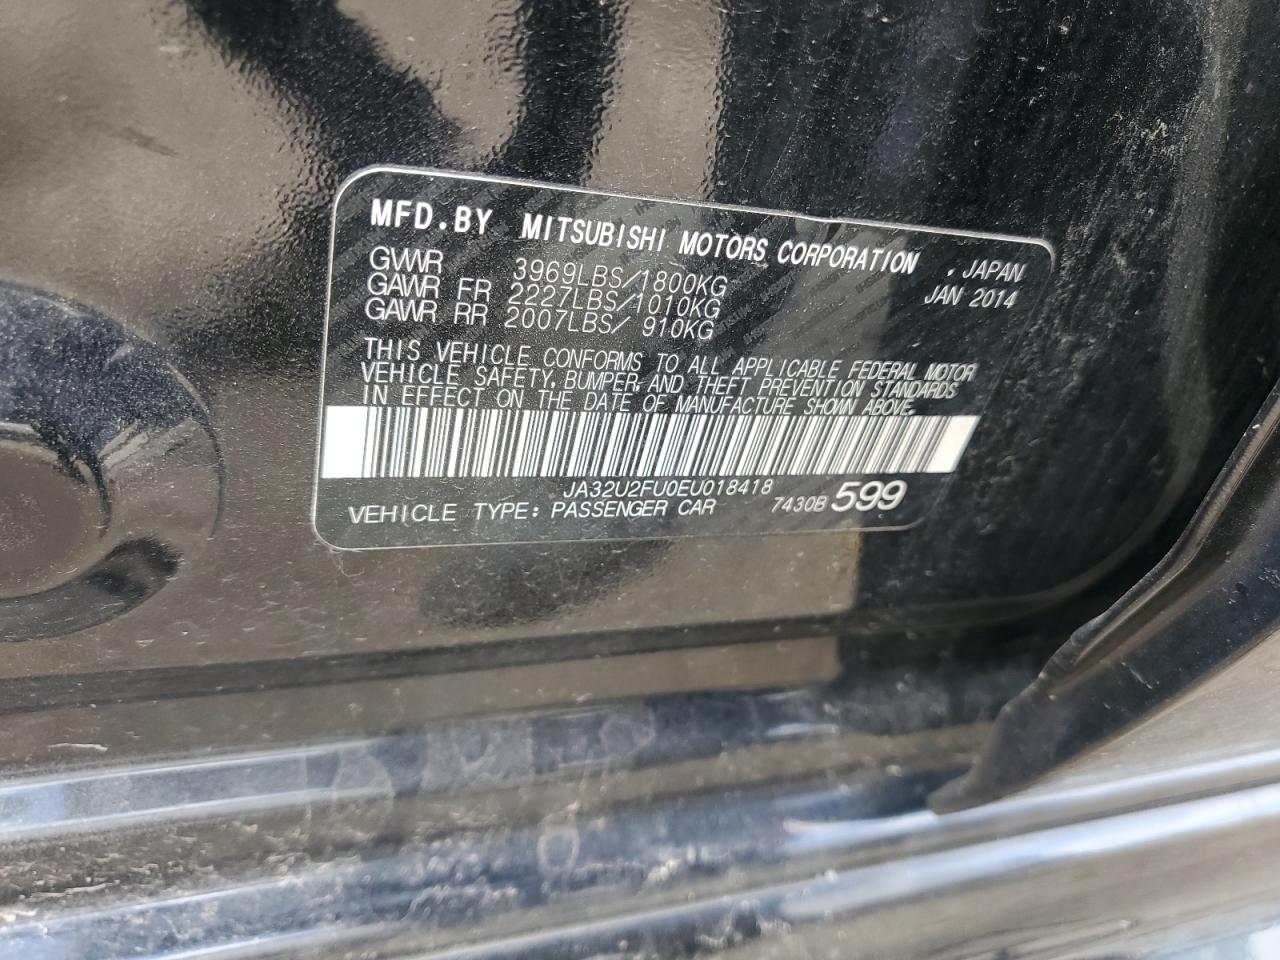 MFD.BY MITSUBISHI MOTORS CORPORATION . JAPAN
GVWR 3969LBS/1800KG JAN 2014
GAWR FR 2227LBS/1010KG
GAWR RR 2007LBS/ 910KG
THIS VEHICLE CONFORMS TO ALL APPLICABLE FEDERAL MOTOR
VEHICLE SAFETY, BUMPER, AND THEFT PREVENTION STANDARDS
IN EFFECT ON THE DATE OF MANUFACTURE SHOWN ABOVE.
JA32U2FU0EU018418
VEHICLE TYPE: PASSENGER CAR 7430B 599